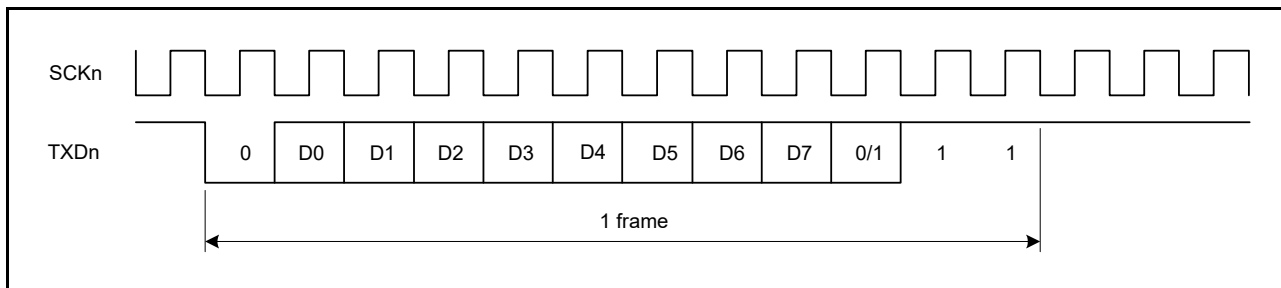 SCKn
TXDn
0 D0 D1 D2 D3 D4 D5 D6 D7 0/1 1 1
1 frame